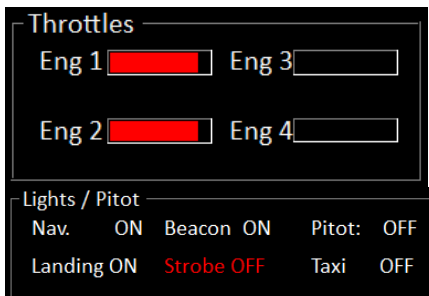 Throttles
Eng 1 Eng 3
Eng 2 Eng 4
Lights / Pitot
Nav. ON Beacon ON Pitot: OFF
Landing ON Strobe OFF Taxi OFF